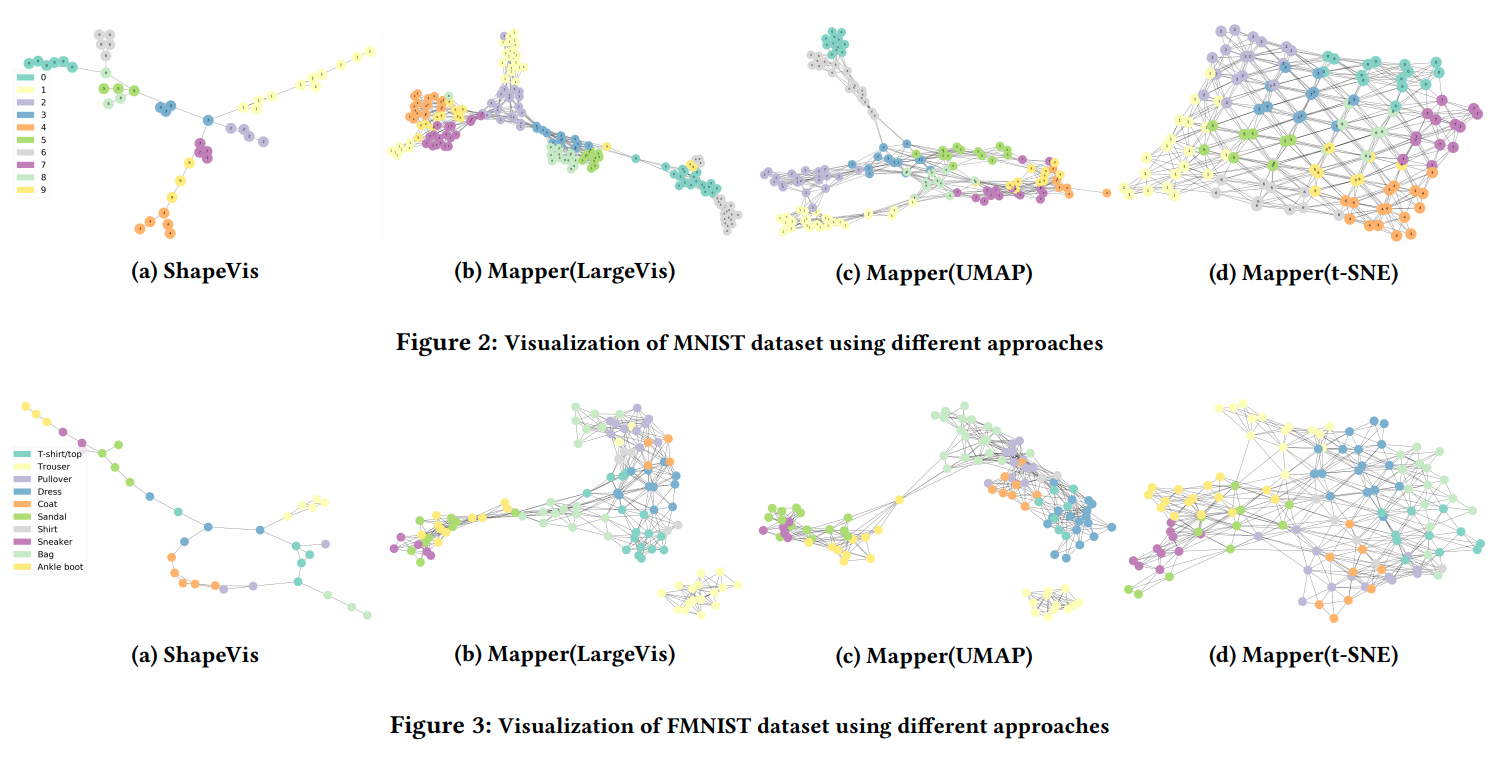 0
1
2
3
4
5
6
7
8
9
(a) ShapeVis
(b) Mapper(LargeVis)
(c) Mapper(UMAP)
(d) Mapper(t-SNE)
Figure 2: Visualization of MNIST dataset using different approaches
T-shirt/top
Trouser
Pullover
Dress
Coat
Sandal
Shirt
Sneaker
Bag
Ankle boot
(a) ShapeVis
(b) Mapper(LargeVis)
(c) Mapper(UMAP)
(d) Mapper(t-SNE)
Figure 3: Visualization of FMNIST dataset using different approaches